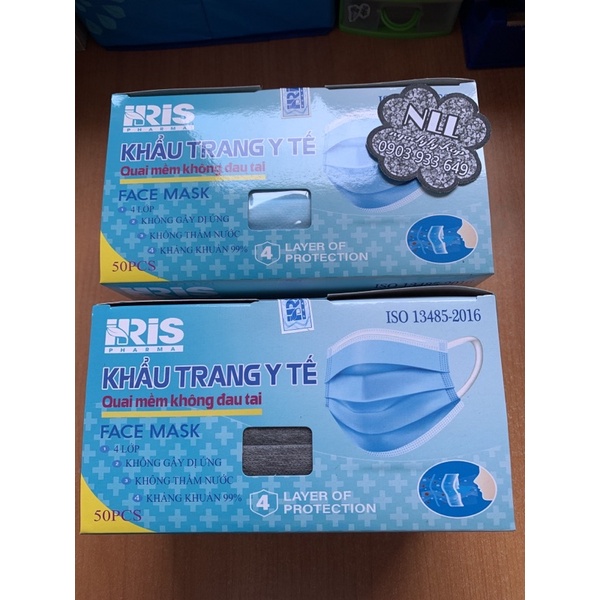 IRIS
PHARMA
KHẨU TRANG Y TẾ
Quai mềm không đau tai
FACE MASK
4 LỚP
KHÔNG GÂY DỊ ỨNG
KHÔNG THẤM NƯỚC
KHÁNG KHUẨN 99%
50PCS
4 LAYER OF
PROTECTION
NLL
0903 933 649
IRIS
PHARMA
ISO 13485-2016
KHẨU TRANG Y TẾ
Quai mềm không đau tai
FACE MASK
4 LỚP
KHÔNG GÂY DỊ ỨNG
KHÔNG THẤM NƯỚC
KHÁNG KHUẨN 99%
50PCS
4 LAYER OF
PROTECTION